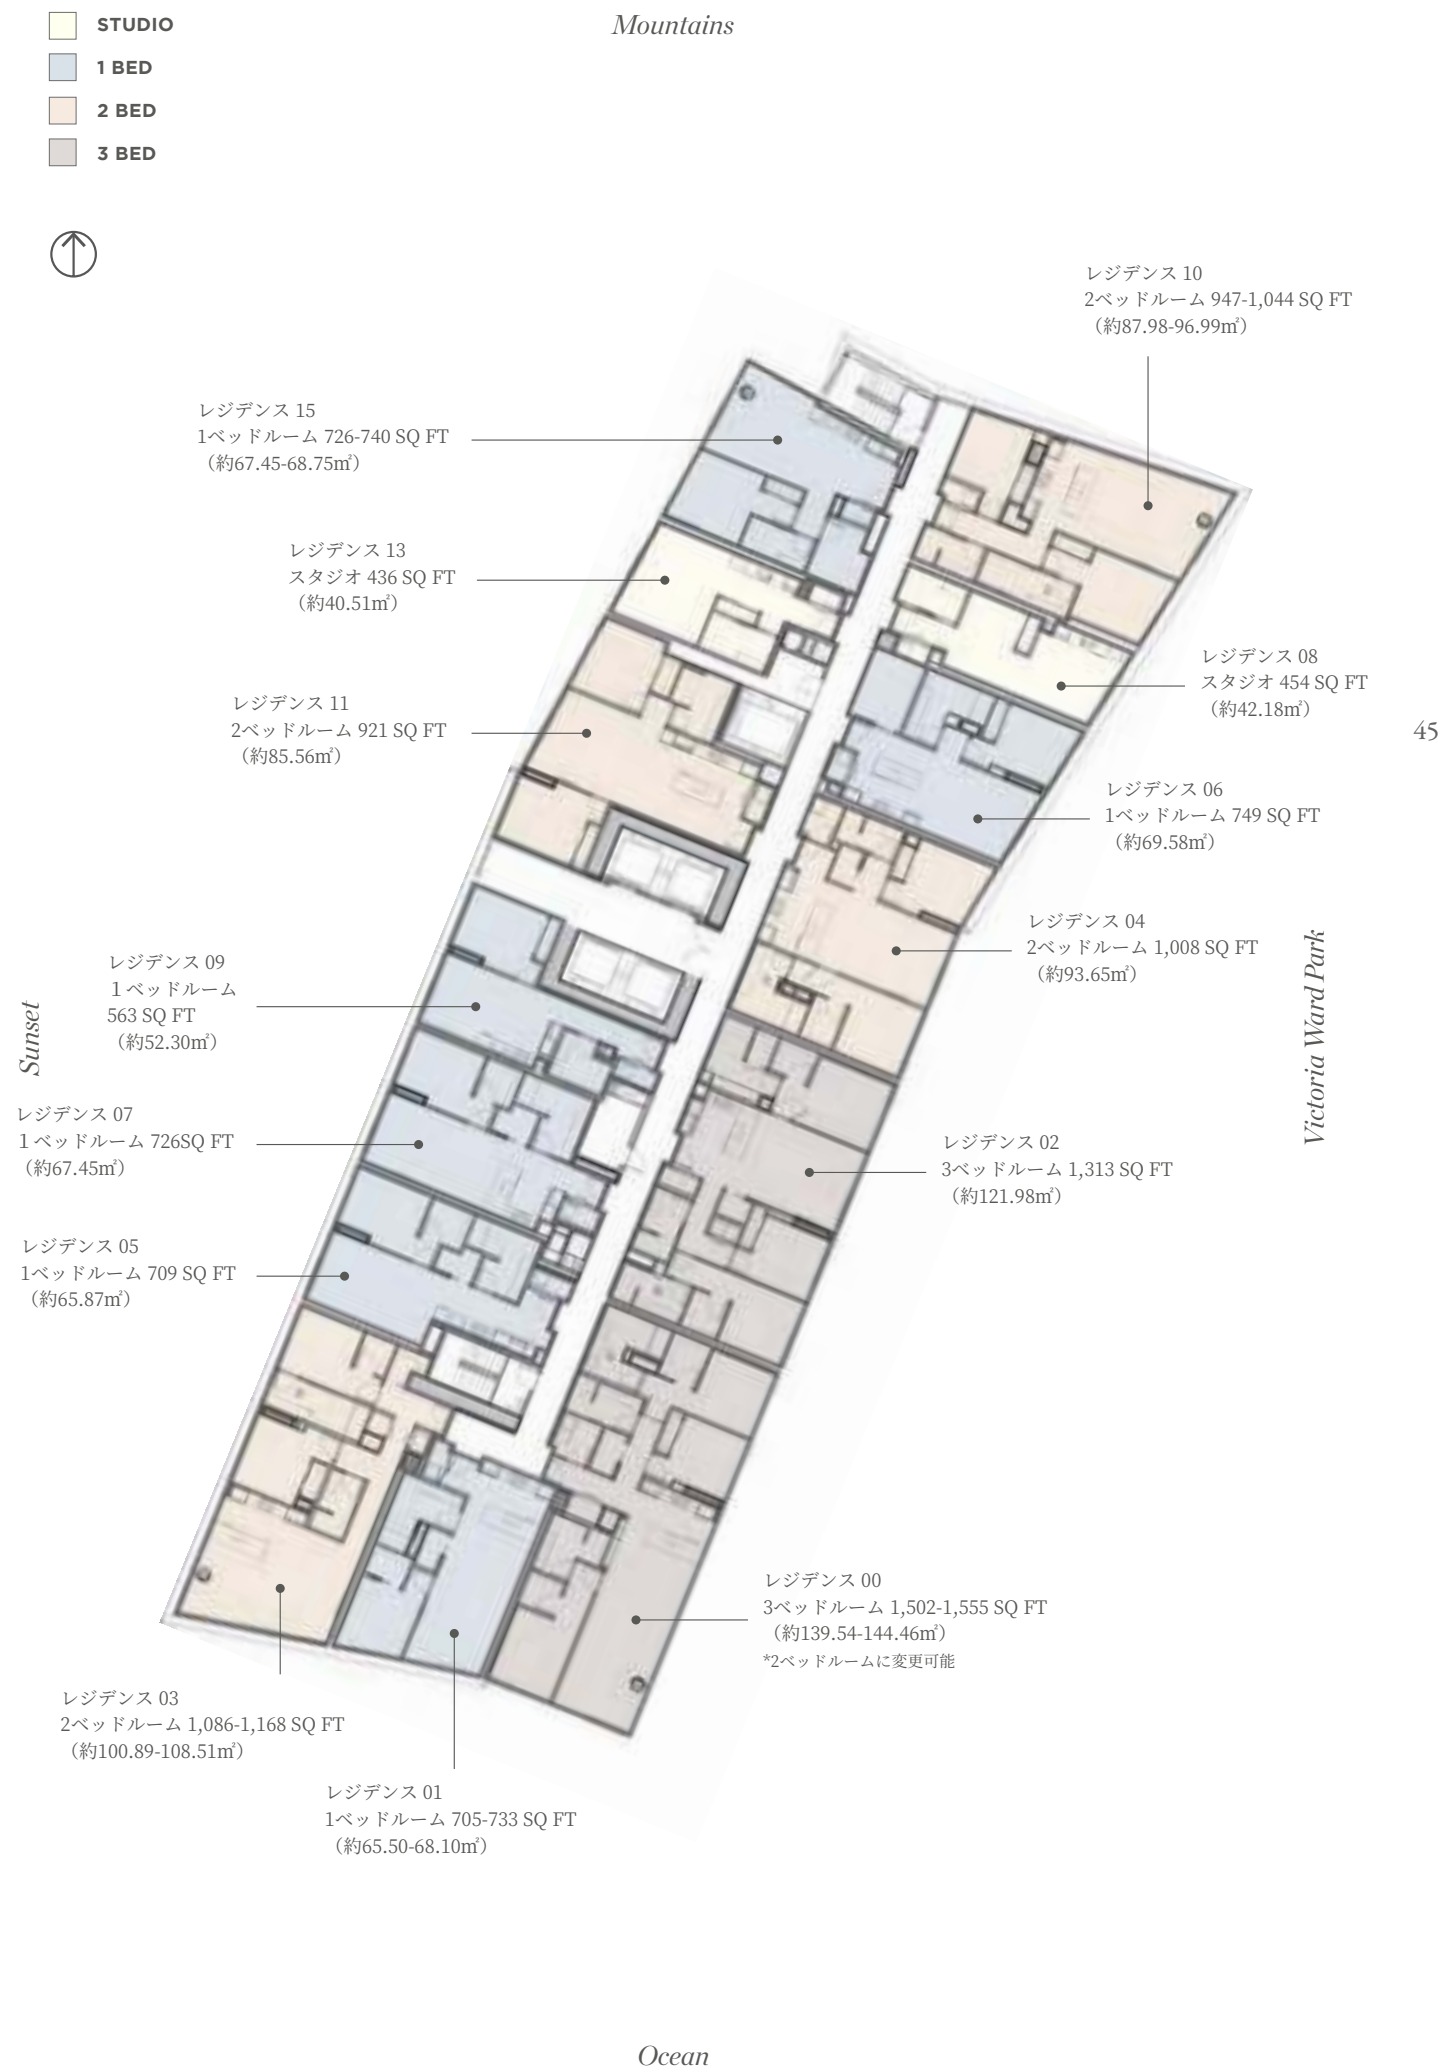 STUDIO
1 BED
2 BED
3 BED
Mountains
レジデンス 10
2ベッドルーム 947-1,044 SQ FT
（約87.98-96.99㎡）
レジデンス 15
1ベッドルーム 726-740 SQ FT
（約67.45-68.75㎡）
レジデンス 13
スタジオ 436 SQ FT
（約40.51㎡）
レジデンス 08
スタジオ 454 SQ FT
（約42.18㎡）
レジデンス 11
2ベッドルーム 921 SQ FT
（約85.56㎡）
45
レジデンス 06
1ベッドルーム 749 SQ FT
（約69.58㎡）
レジデンス 04
2ベッドルーム 1,008 SQ FT
（約93.65㎡）
Victoria Ward Park
レジデンス 09
１ベッドルーム
563 SQ FT
（約52.30㎡）
Sunset
レジデンス 07
１ベッドルーム 726SQ FT
（約67.45㎡）
レジデンス 02
3ベッドルーム 1,313 SQ FT
（約121.98㎡）
レジデンス 05
1ベッドルーム 709 SQ FT
（約65.87㎡）
レジデンス 00
3ベッドルーム 1,502-1,555 SQ FT
（約139.54-144.46㎡）
*2ベッドルームに変更可能
レジデンス 03
2ベッドルーム 1,086-1,168 SQ FT
（約100.89-108.51㎡）
レジデンス 01
1ベッドルーム 705-733 SQ FT
（約65.50-68.10㎡）
Ocean